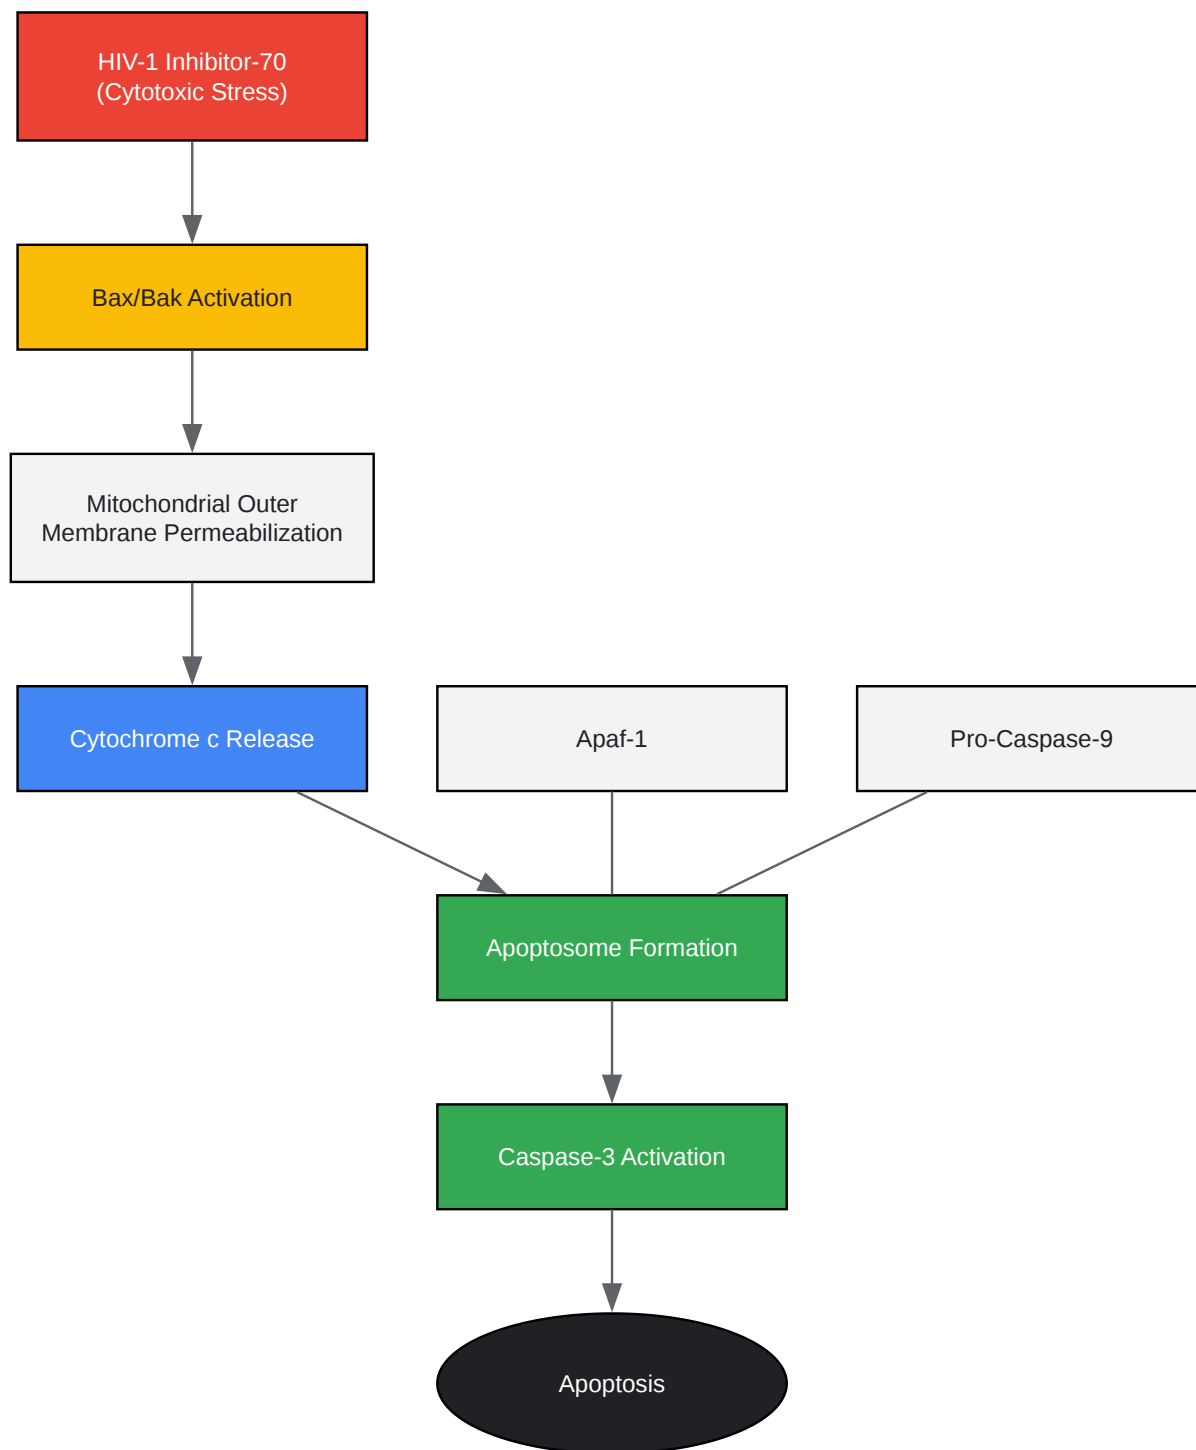 HIV-1 Inhibitor-70
(Cytotoxic Stress)
Bax/Bak Activation
Mitochondrial Outer
Membrane Permeabilization
Cytochrome c Release
Apaf-1
Pro-Caspase-9
Apoptosome Formation
Caspase-3 Activation
Apoptosis